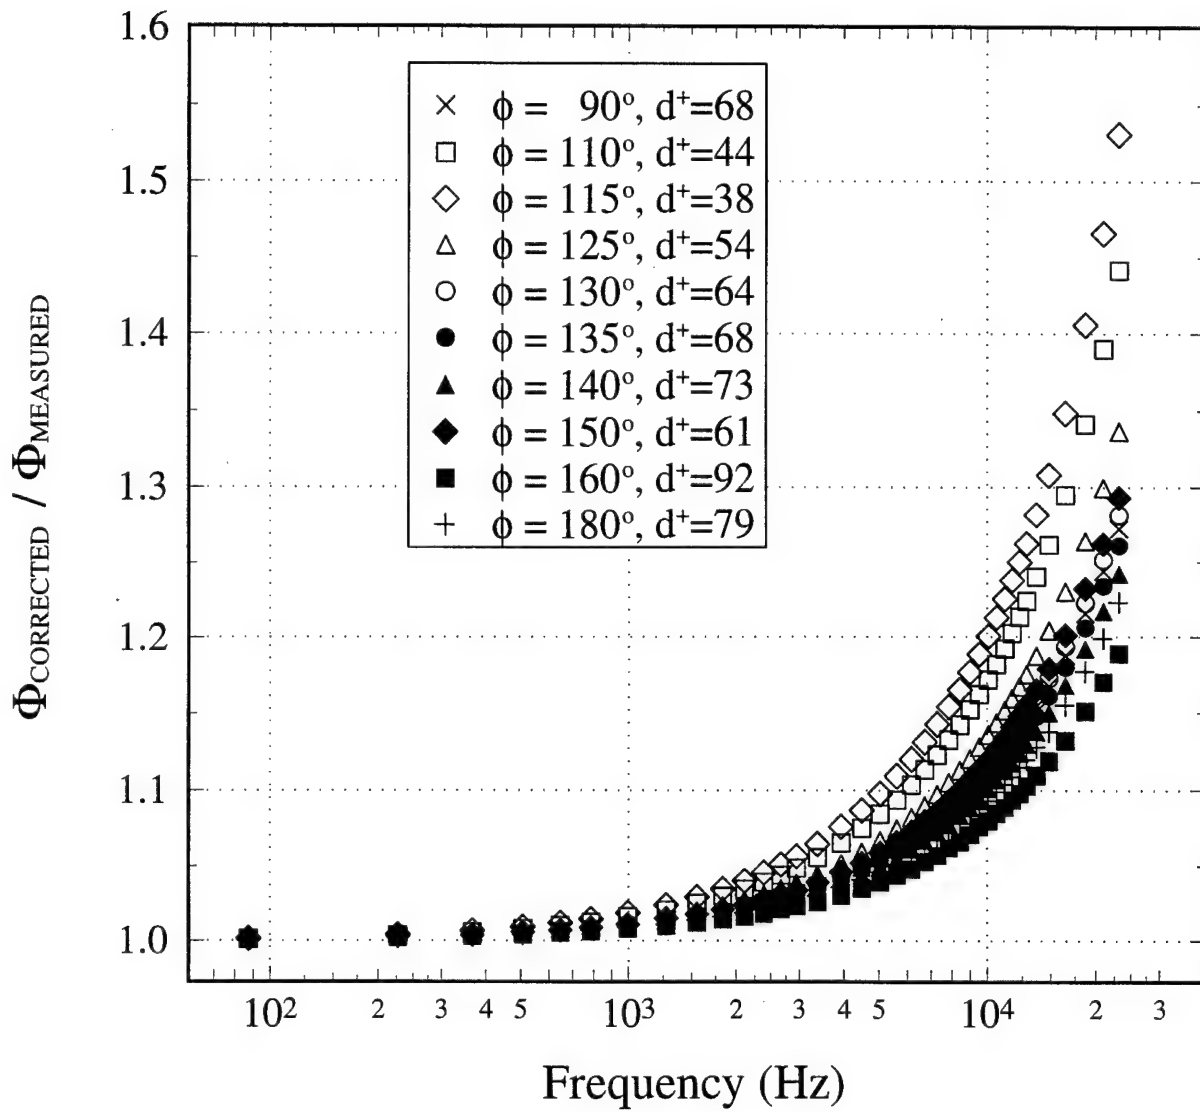 1.6
1.5
1.4
1.3
1.2
1.1
1.0
Φ_CORRECTED / Φ_MEASURED
ϕ = 90°, d⁺=68
ϕ = 110°, d⁺=44
ϕ = 115°, d⁺=38
ϕ = 125°, d⁺=54
ϕ = 130°, d⁺=64
ϕ = 135°, d⁺=68
ϕ = 140°, d⁺=73
ϕ = 150°, d⁺=61
ϕ = 160°, d⁺=92
ϕ = 180°, d⁺=79
10² 2 3 4 5 10³ 2 3 4 5 10⁴ 2 3
Frequency (Hz)